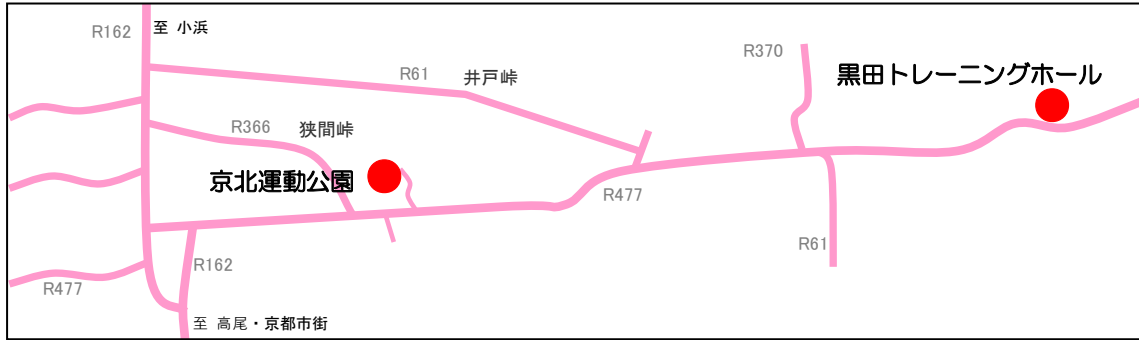 R162
至 小浜
R61
井戸峠
R370
黒田トレーニングホール
R366
狭間峠
京北運動公園
R477
R61
R162
R477
至 高尾・京都市街